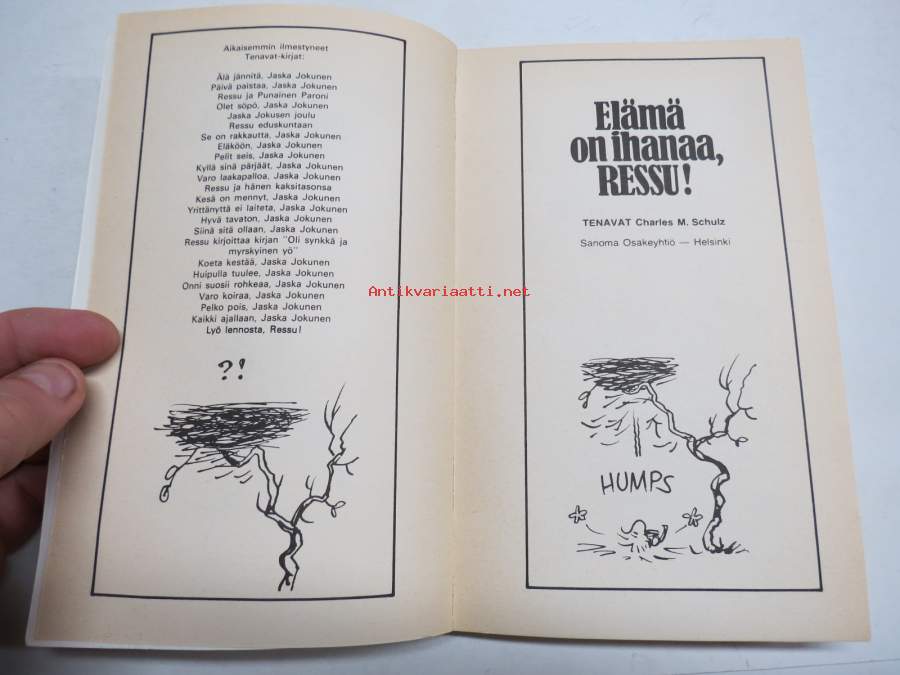 Aikaisemmin ilmestyneet
Tenavat-kirjat:
Älä jännitä, Jaska Jokunen
Päivä paistaa, Jaska Jokunen
Ressu ja Punainen Paroni
Olet söpö, Jaska Jokunen
Jaska Jokusen joulu
Ressu eduskuntaan
Se on rakkautta, Jaska Jokunen
Eläköön, Jaska Jokunen
Pelit seis, Jaska Jokunen
Kyllä sinä pärjäät, Jaska Jokunen
Varo laakapalloa, Jaska Jokunen
Ressu ja hänen kaksitasonsa
Kesä on mennyt, Jaska Jokunen
Yrittänyttä ei laiteta, Jaska Jokunen
Hyvä tavaton, Jaska Jokunen
Siinä sitä ollaan, Jaska Jokunen
Ressu kirjoittaa kirjan "Oli synkkä ja
myrskyinen yö"
Koeta kestää, Jaska Jokunen
Huipulla tuulee, Jaska Jokunen
Onni suosii rohkeaa, Jaska Jokunen
Varo koiraa, Jaska Jokunen
Pelko pois, Jaska Jokunen
Kaikki ajallaan, Jaska Jokunen
Lyö lennosta, Ressu!
?!
Elämä
on ihanaa,
RESSU!
TENAVAT Charles M. Schulz
Sanoma Osakeyhtiö — Helsinki
Antikvariaatti.net
HUMPS